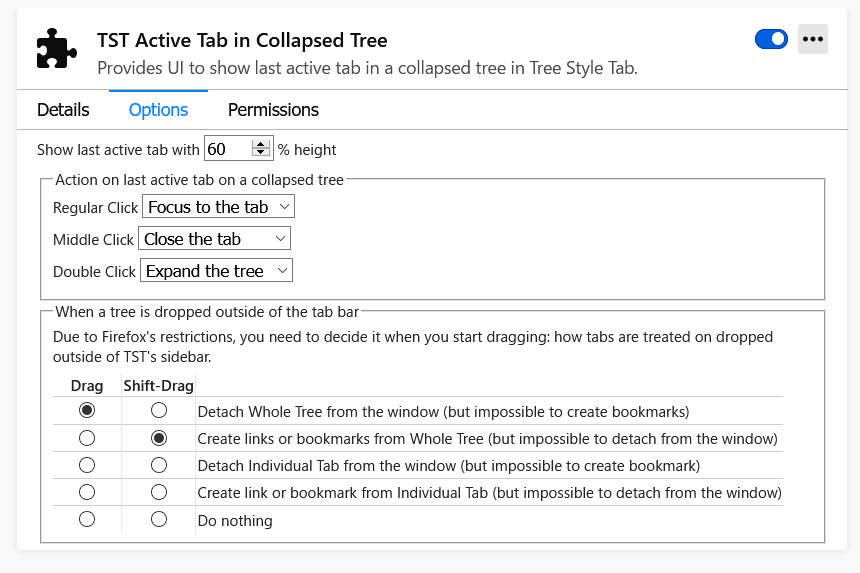 TST Active Tab in Collapsed Tree
Provides UI to show last active tab in a collapsed tree in Tree Style Tab.
Details Options Permissions
Show last active tab with 60 % height
Action on last active tab on a collapsed tree
Regular Click Focus to the tab
Middle Click Close the tab
Double Click Expand the tree
When a tree is dropped outside of the tab bar
Due to Firefox's restrictions, you need to decide it when you start dragging: how tabs are treated on dropped
outside of TST's sidebar.
Drag Shift-Drag
Detach Whole Tree from the window (but impossible to create bookmarks)
Create links or bookmarks from Whole Tree (but impossible to detach from the window)
Detach Individual Tab from the window (but impossible to create bookmark)
Create link or bookmark from Individual Tab (but impossible to detach from the window)
Do nothing